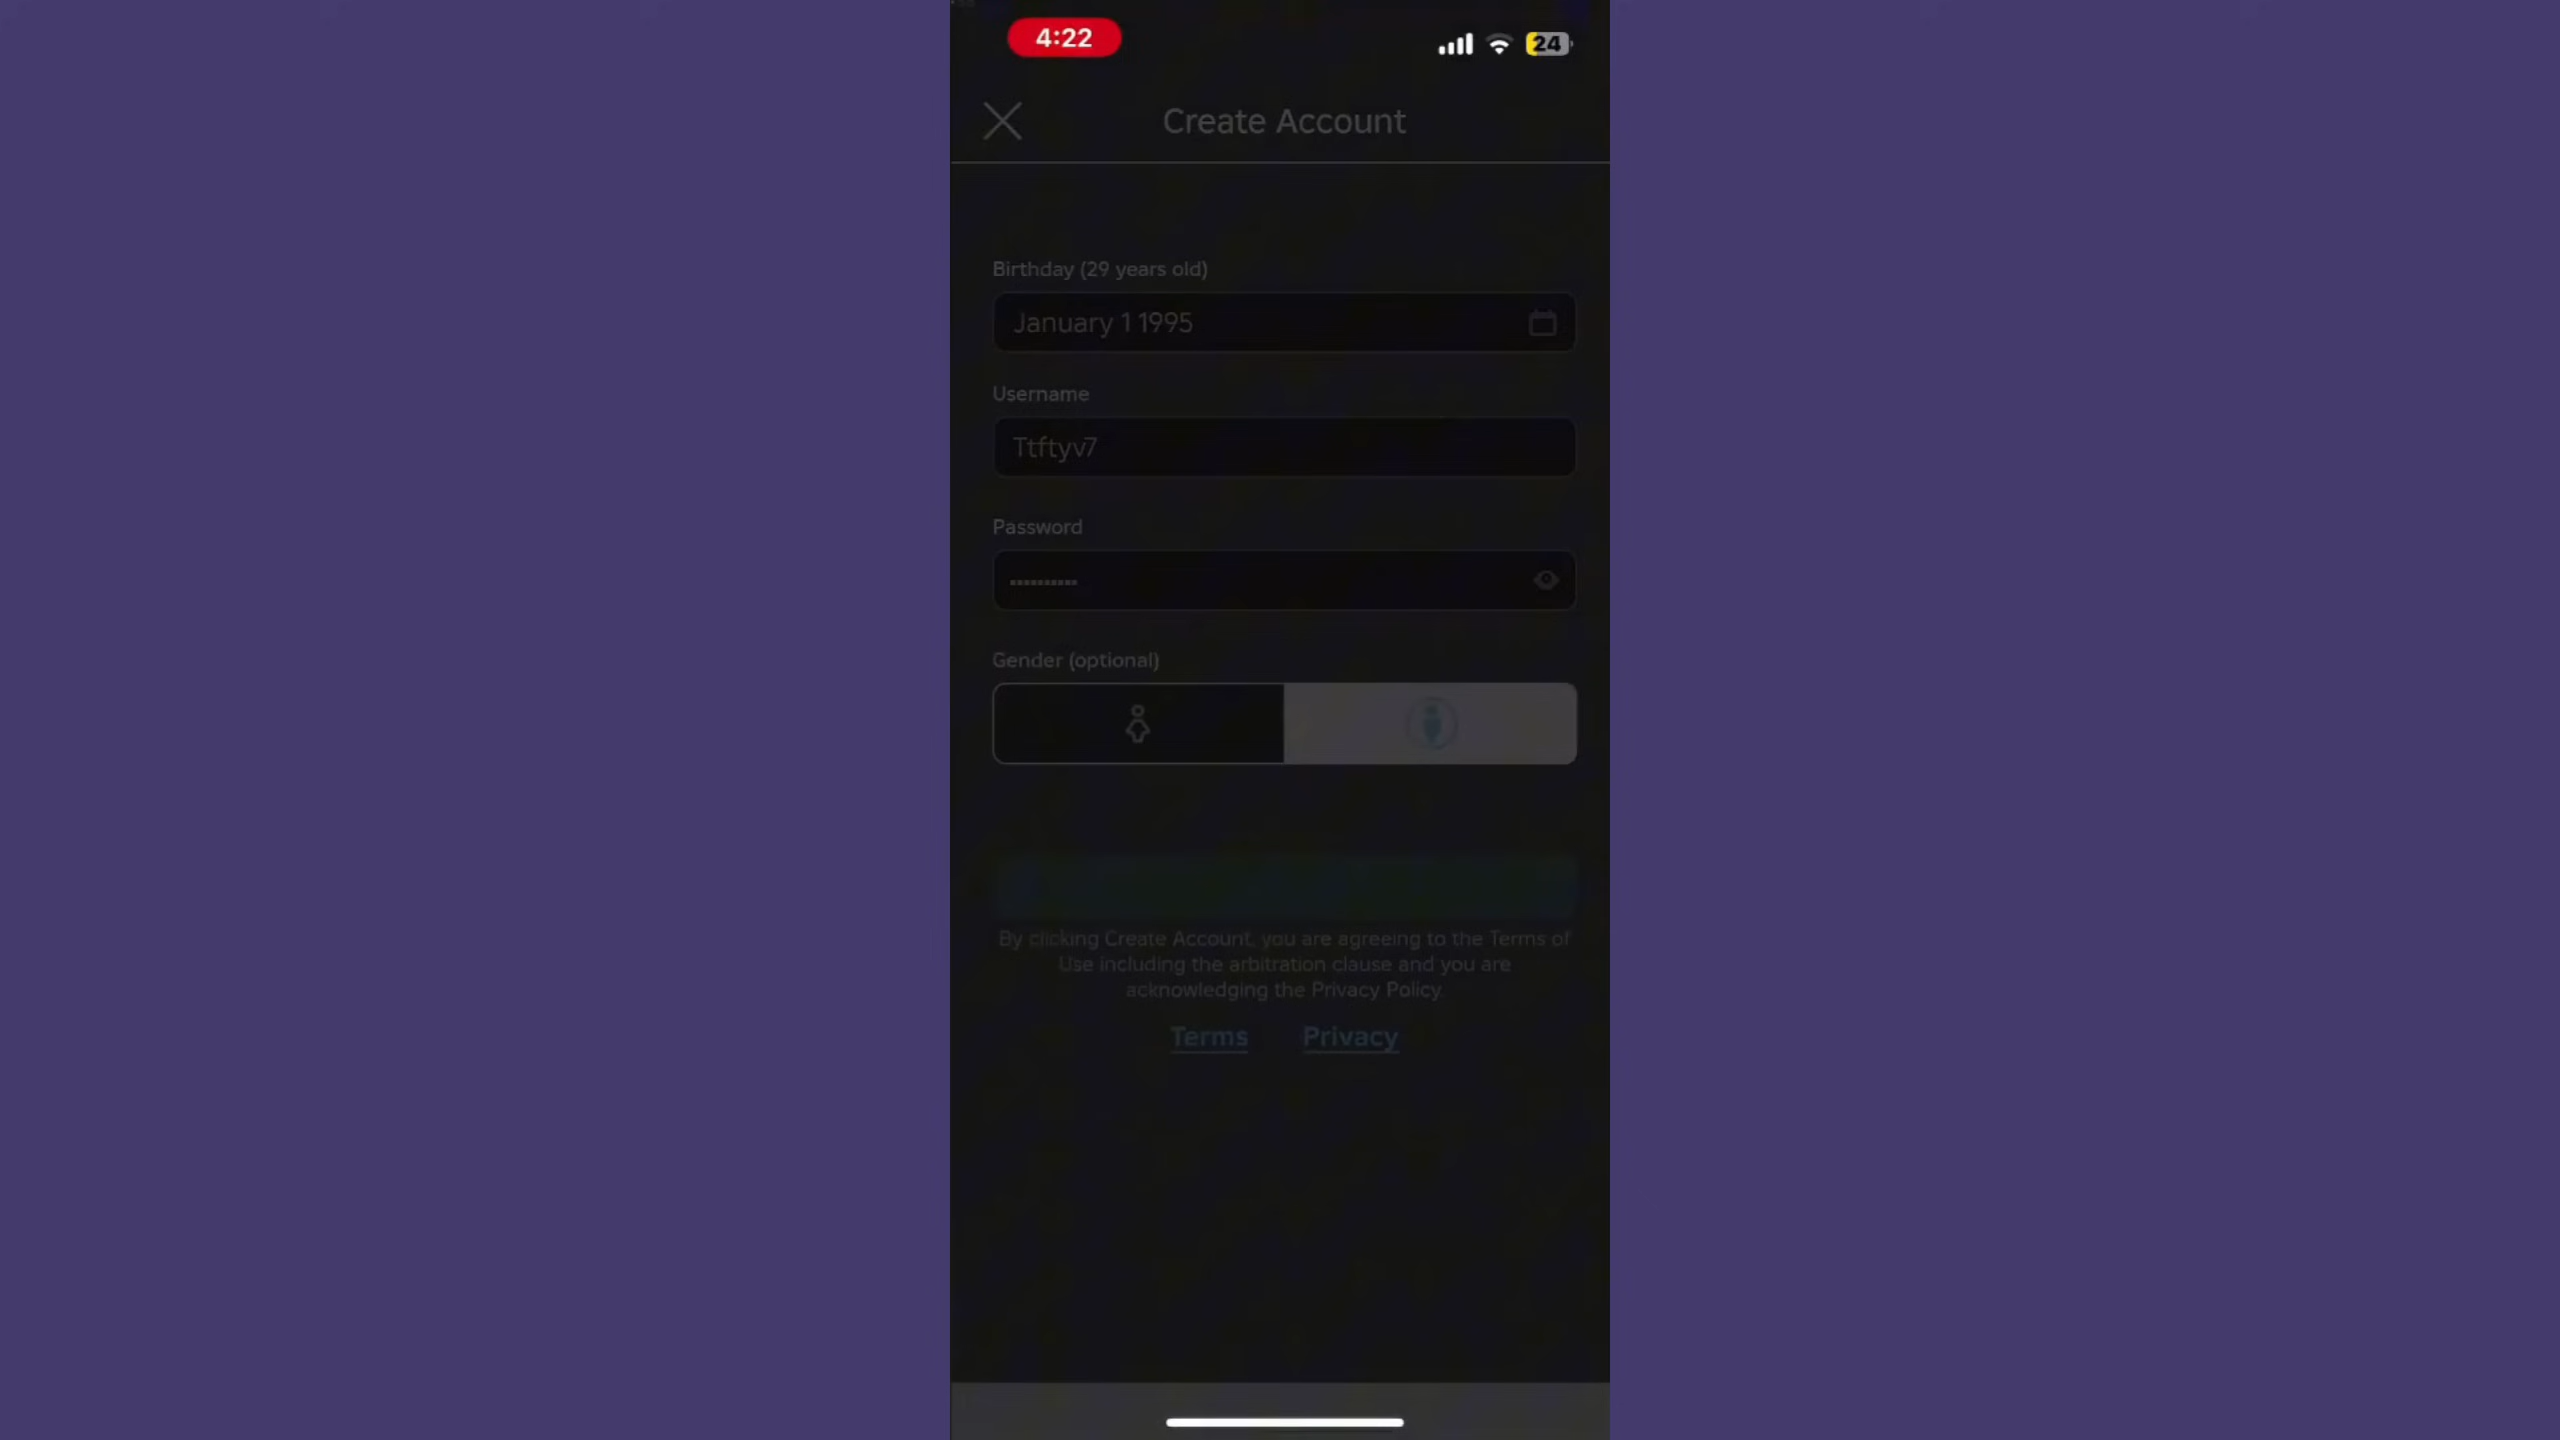 4:22
24
Create Account
Birthday (29 years old)
January 1 1995
Username
Ttftyv7
Password
Gender (optional)
By clicking Create Account, you are agreeing to the Terms of
Use including the arbitration clause and you are
acknowledging the Privacy Policy.
Terms Privacy